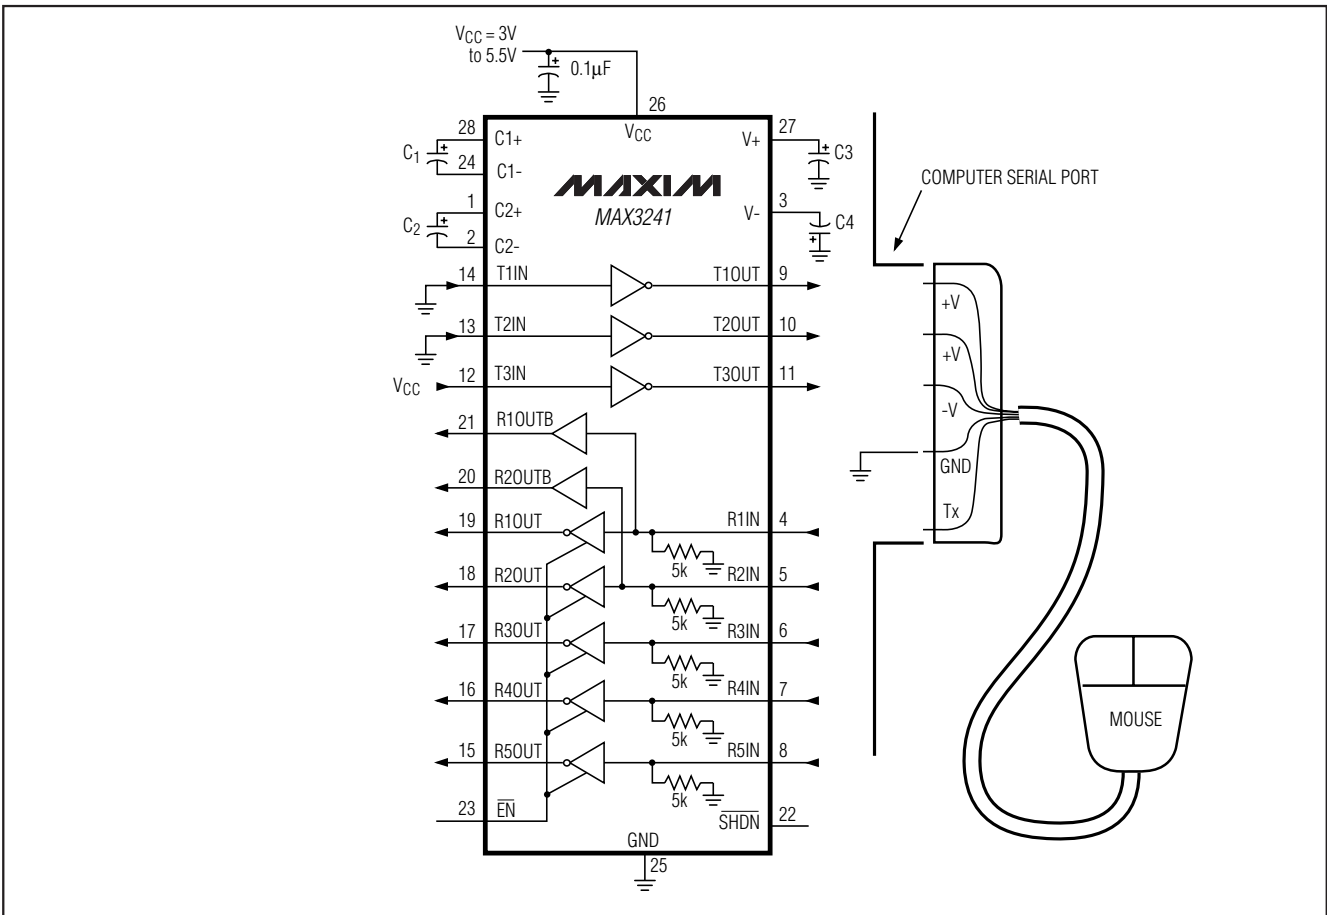 VCC = 3V
to 5.5V
0.1µF
26
28
C1+
VCC
V+
27
C1
C3
24
C1-
MAXIM
MAX3241
COMPUTER SERIAL PORT
1
C2+
V-
3
C2
C4
2
C2-
14
T1IN
T1OUT
9
+V
13
T2IN
T2OUT
10
+V
VCC
12
T3IN
T3OUT
11
-V
21
R1OUTB
GND
20
R2OUTB
Tx
19
R1OUT
R1IN
4
5k
18
R2OUT
R2IN
5
5k
17
R3OUT
R3IN
6
5k
16
R4OUT
R4IN
7
5k
MOUSE
15
R5OUT
R5IN
8
5k
23
EN
SHDN
22
GND
25